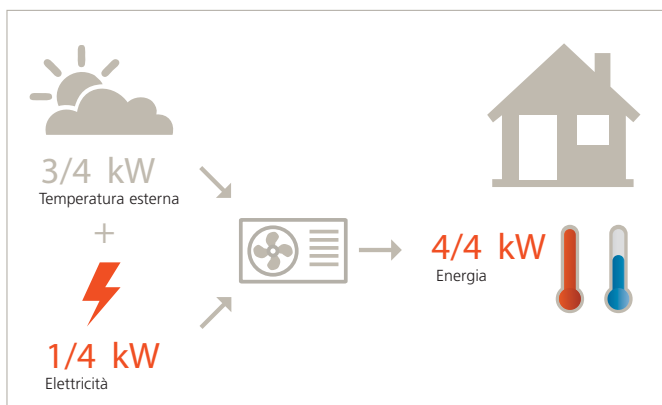 3/4 kW
Temperatura esterna
+
1/4 kW
Elettricità
4/4 kW
Energia